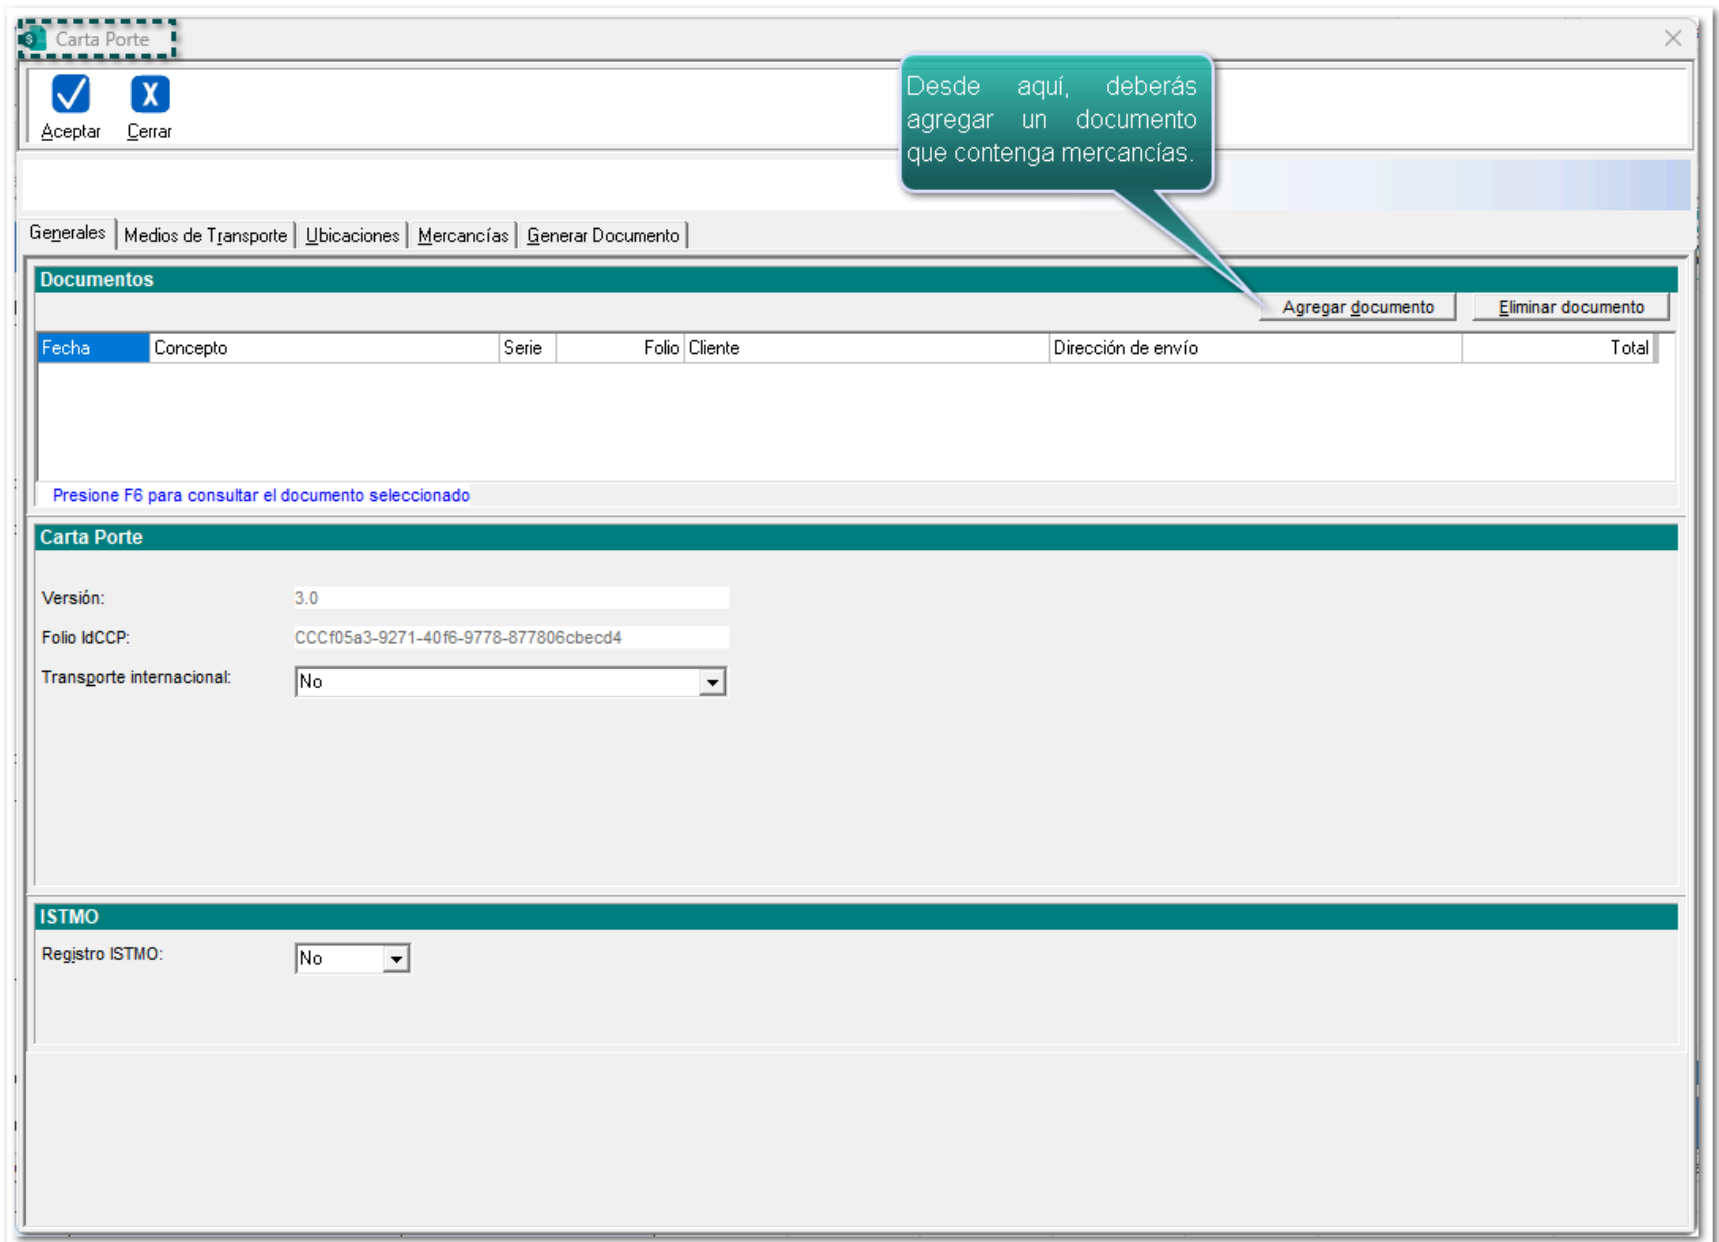 Carta Porte
Aceptar Cerrar
Desde aquí, deberás
agregar un documento
que contenga mercancías.
Generales Medios de Transporte Ubicaciones Mercancías Generar Documento
Documentos
Agregar documento Eliminar documento
Fecha Concepto Serie Folio Cliente Dirección de envío Total
Presione F6 para consultar el documento seleccionado
Carta Porte
Versión: 3.0
Folio IdCCP: CCCf05a3-9271-40f6-9778-877806cbecd4
Transporte internacional: No
ISTMO
Registro ISTMO: No